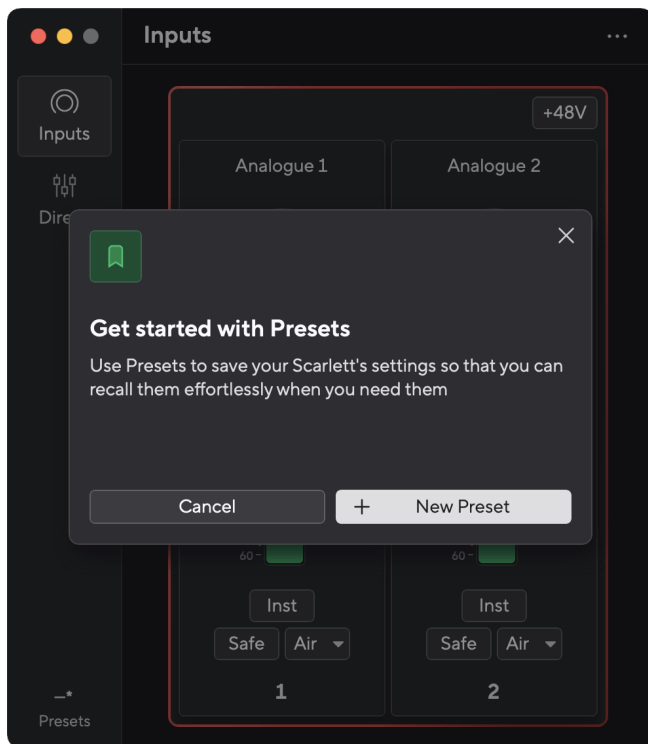 Inputs
Inputs
+48V
Analogue 1
Analogue 2
Get started with Presets
Use Presets to save your Scarlett's settings so that you can
recall them effortlessly when you need them
Cancel
+ New Preset
60
60
Inst
Inst
Safe
Air
Safe
Air
1
2
Presets